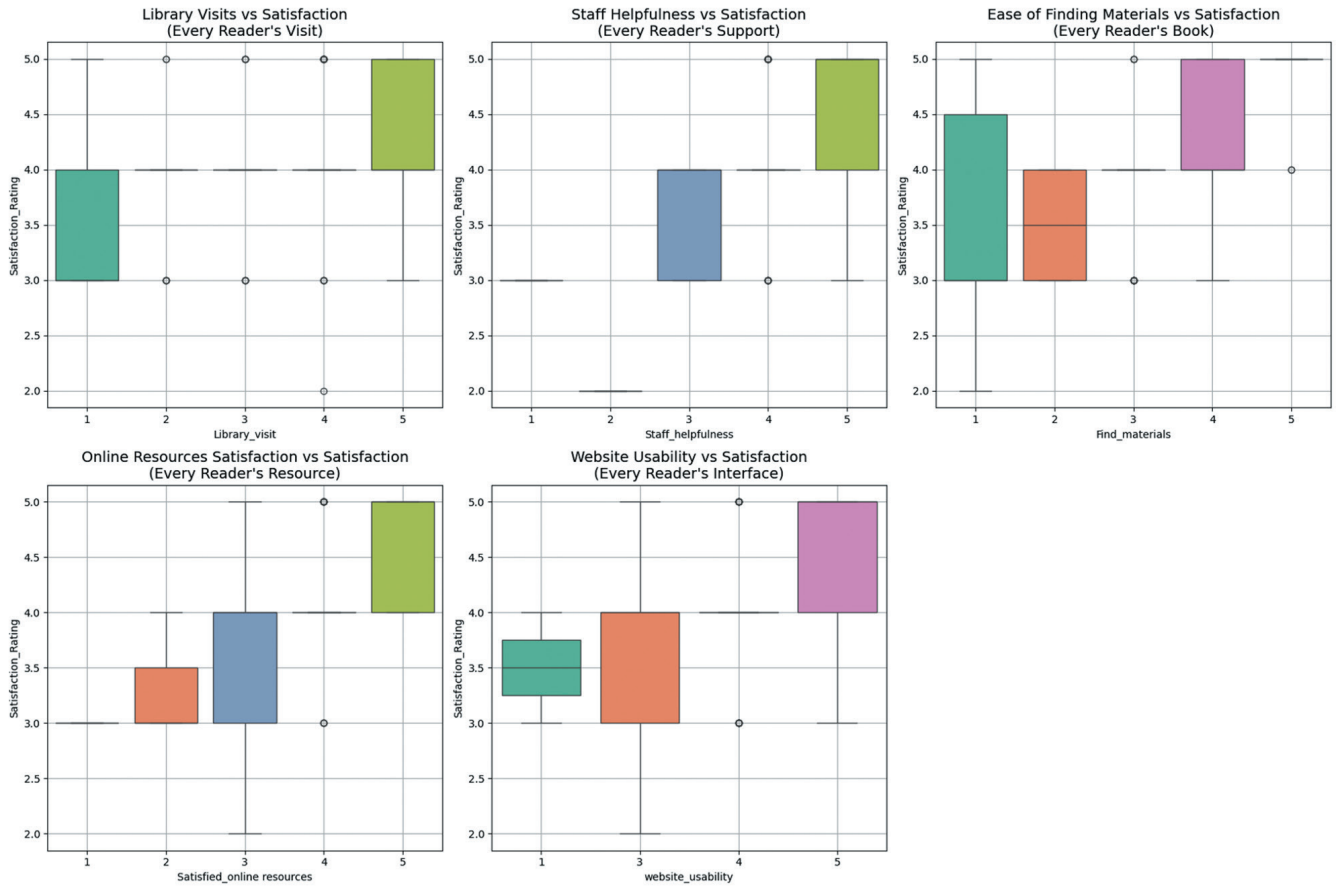 Library Visits vs Satisfaction
(Every Reader's Visit)
5.0
4.5
4.0
3.5
3.0
2.5
2.0
Satisfaction_Rating
1 2 3 4 5
Library_visit
Staff Helpfulness vs Satisfaction
(Every Reader's Support)
5.0
4.5
4.0
3.5
3.0
2.5
2.0
Satisfaction_Rating
1 2 3 4 5
Staff_helpfulness
Ease of Finding Materials vs Satisfaction
(Every Reader's Book)
5.0
4.5
4.0
3.5
3.0
2.5
2.0
Satisfaction_Rating
1 2 3 4 5
Find_materials
Online Resources Satisfaction vs Satisfaction
(Every Reader's Resource)
5.0
4.5
4.0
3.5
3.0
2.5
2.0
Satisfaction_Rating
1 2 3 4 5
Satisfied_online resources
Website Usability vs Satisfaction
(Every Reader's Interface)
5.0
4.5
4.0
3.5
3.0
2.5
2.0
Satisfaction_Rating
1 3 4 5
website_usability